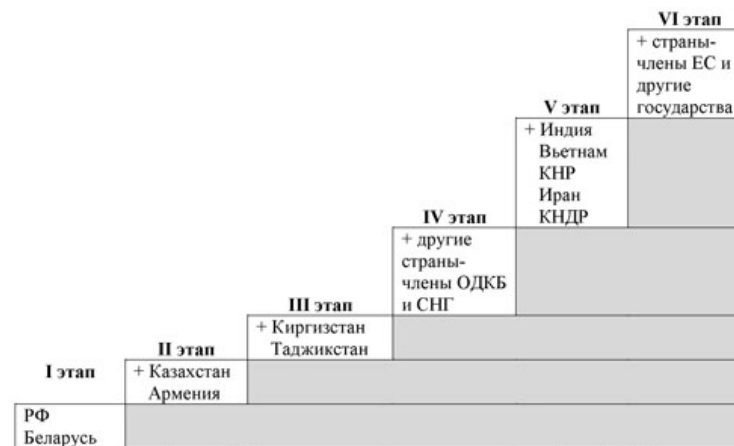 VI этап
+ страны-
члены ЕС и
другие
государства
V этап
+ Индия
Вьетнам
КНР
Иран
КНДР
IV этап
+ другие
страны-
члены ОДКБ
и СНГ
III этап
+ Киргизстан
Таджикистан
II этап
+ Казахстан
Армения
I этап
РФ
Беларусь